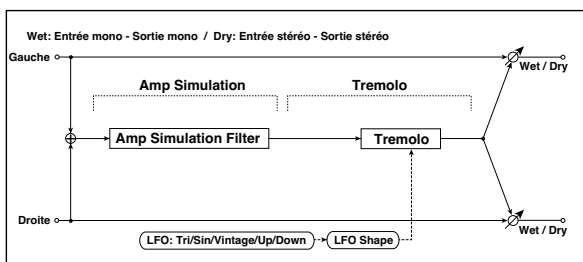 Wet: Entrée mono - Sortie mono / Dry: Entrée stéréo - Sortie stéréo
Gauche
Wet / Dry
Amp Simulation
Tremolo
Amp Simulation Filter
Tremolo
Droite
Wet / Dry
LFO: Tri/Sin/Vintage/Up/Down
LFO Shape